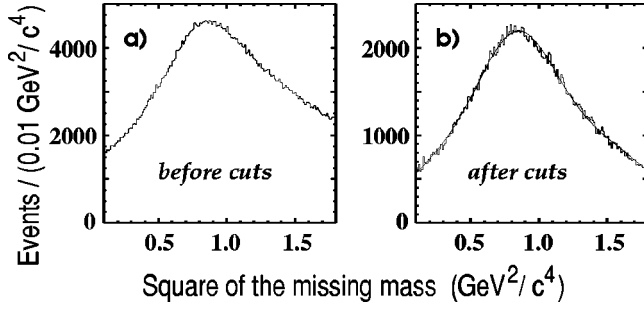 Events / (0.01 GeV²/ c⁴)
a)
4000
2000
0
before cuts
0.5 1.0 1.5
b)
2000
1000
0
after cuts
0.5 1.0 1.5
Square of the missing mass (GeV²/ c⁴)